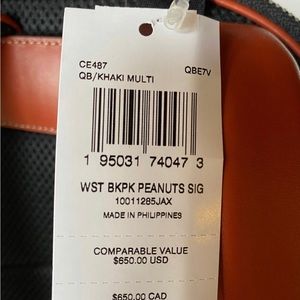 CE487
QB/KHAKI MULTI QBE7V
1 95031 74047 3
WST BKPK PEANUTS SIG
10011285JAX
MADE IN PHILIPPINES
COMPARABLE VALUE
$650.00 USD
$650.00 CAD